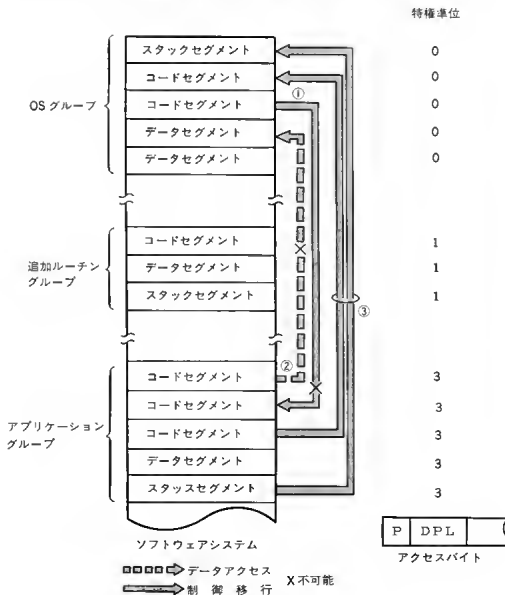 特権準位
スタックセグメント 0
コードセグメント 0
①
OSグループ コードセグメント 0
データセグメント 0
データセグメント 0
コードセグメント 1
追加ルーチン
グループ
データセグメント 1
スタックセグメント 1
③
②
コードセグメント 3
コードセグメント 3
アプリケーション
グループ
コードセグメント 3
データセグメント 3
スタッスセグメント 3
P DPL
ソフトウェアシステム
アクセスバイト
データアクセス
X不可能
制御移行